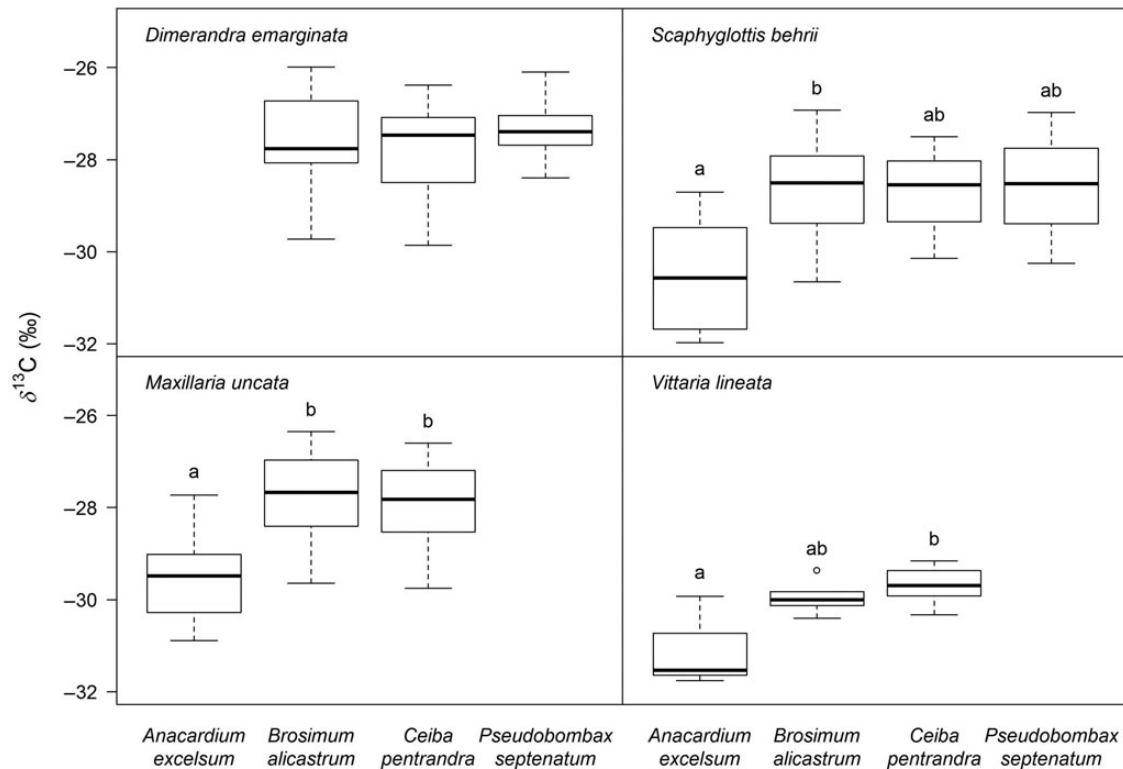 Dimerandra emarginata
Scaphyglottis behrii
–26
–28
–30
–32
b
ab
ab
a
δ13C (‰)
Maxillaria uncata
Vittaria lineata
–26
–28
–30
–32
b
b
a
b
ab
a
Anacardium
excelsum
Brosimum
alicastrum
Ceiba
pentrandra
Pseudobombax
septenatum
Anacardium
excelsum
Brosimum
alicastrum
Ceiba
pentrandra
Pseudobombax
septenatum